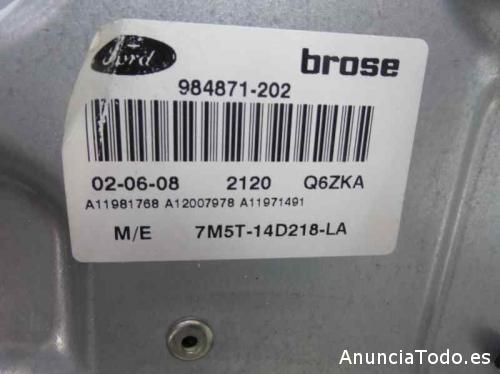 Ford
brose
984871-202
02-06-08 2120 Q6ZKA
A11981768 A12007978 A11971491
M/E 7M5T-14D218-LA
AnunciaTodo.es